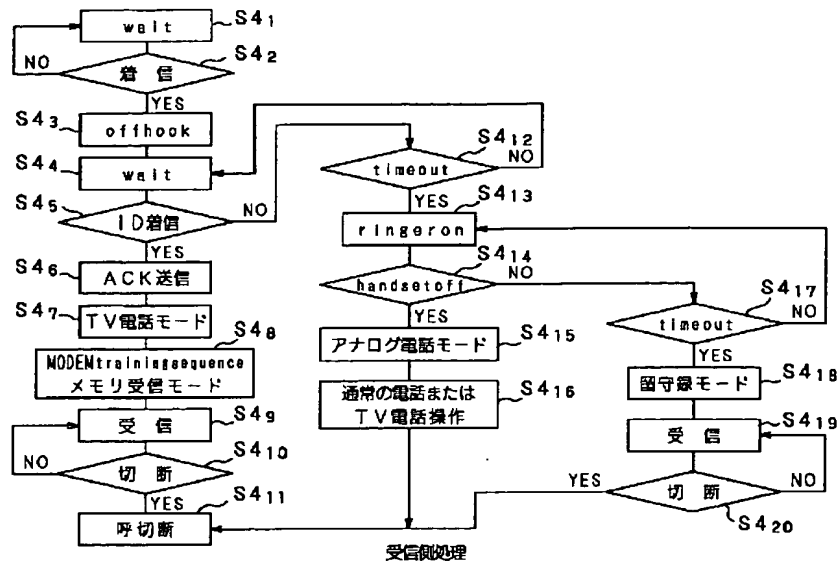 wait
S4₁
着信
S4₂
NO
YES
S4₃
offhook
S4₄
wait
S4₅
ID着信
NO
YES
S4₆
ACK送信
S4₇
TV電話モード
S4₈
MODEMtrainingsequence
メモリ受信モード
受信
S4₉
NO
切断
S4₁₀
YES
S4₁₁
呼切断
timeout
S4₁₂
NO
YES
S4₁₃
ringeron
S4₁₄
handsetoff
NO
YES
S4₁₅
アナログ電話モード
通常の電話または
TV電話操作
S4₁₆
timeout
S4₁₇
NO
YES
S4₁₈
留守録モード
S4₁₉
受信
YES
切断
NO
S4₂₀
受信側処理